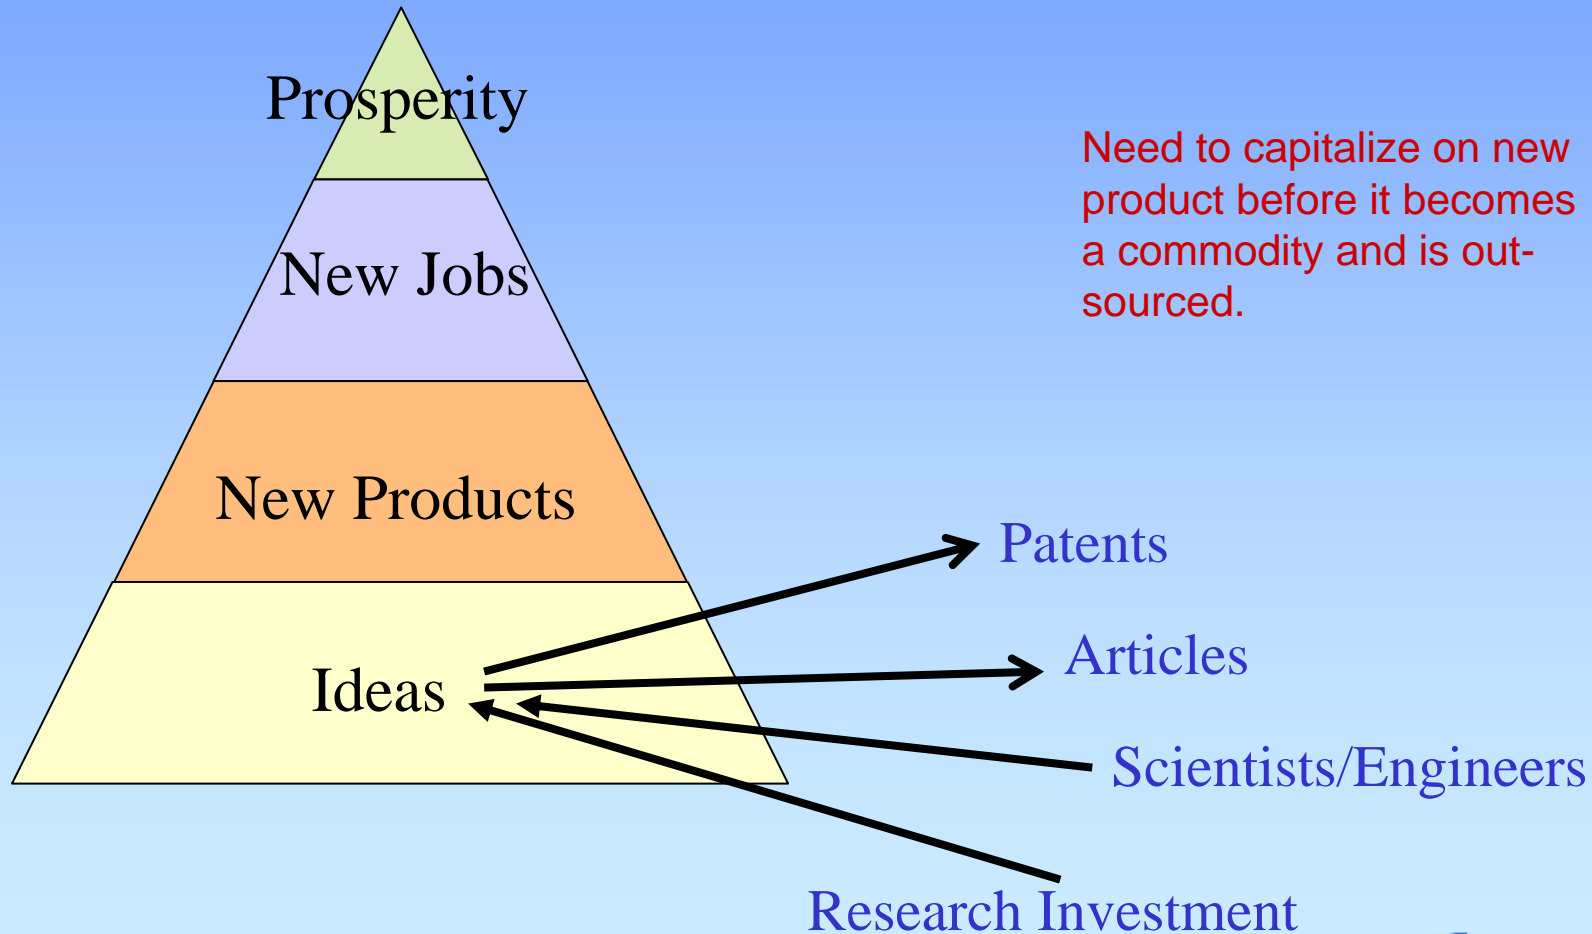 Prosperity
New Jobs
New Products
Ideas
Need to capitalize on new
product before it becomes
a commodity and is out-
sourced.
Patents
Articles
Scientists/Engineers
Research Investment